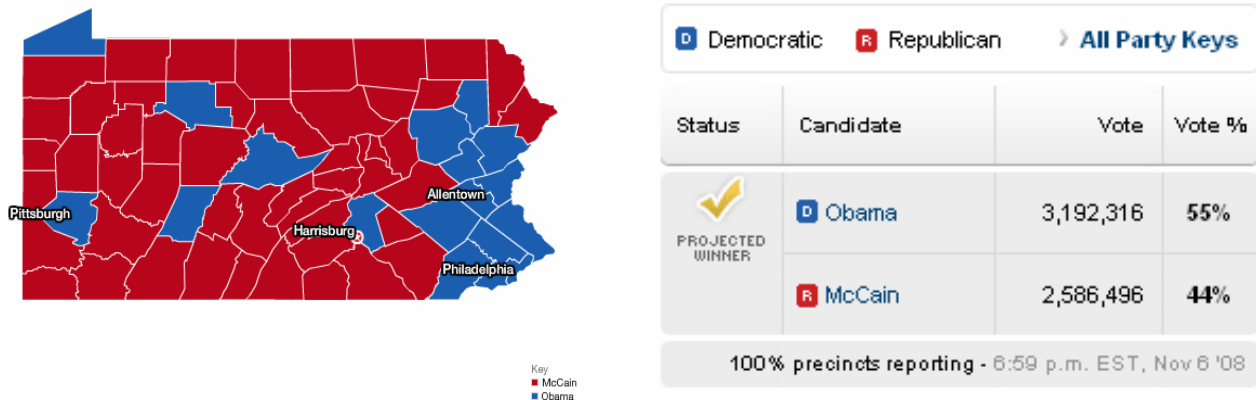 Pittsburgh
Allentown
Harrisburg
Philadelphia
Key
McCain
Obama
D Democratic R Republican › All Party Keys
Status Candidate Vote Vote %
PROJECTED
WINNER
D Obama 3,192,316 55%
R McCain 2,586,496 44%
100% precincts reporting - 6:59 p.m. EST, Nov 6 '08